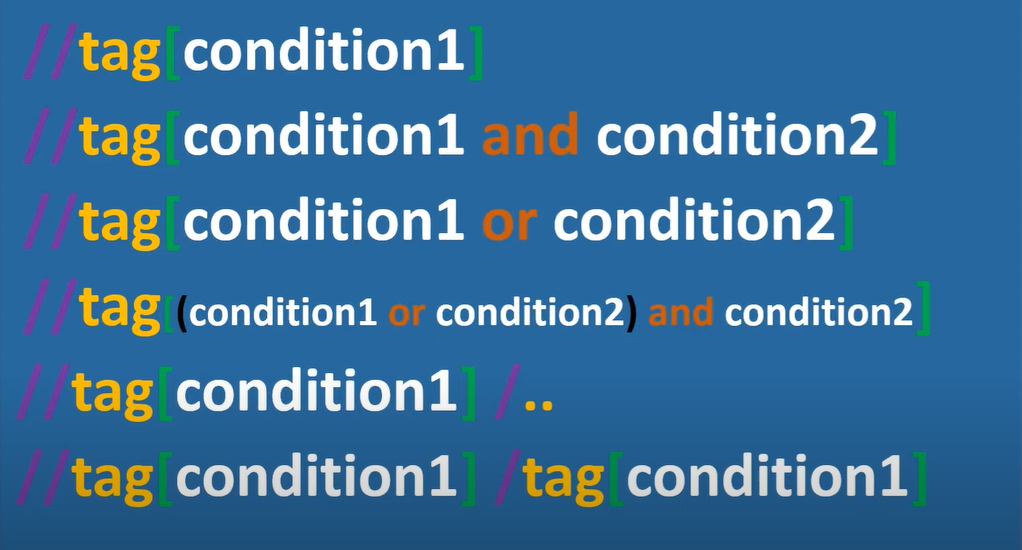 //tag[condition1]
//tag[condition1 and condition2]
//tag[condition1 or condition2]
//tag[(condition1 or condition2) and condition2]
//tag[condition1] /..
//tag[condition1] /tag[condition1]